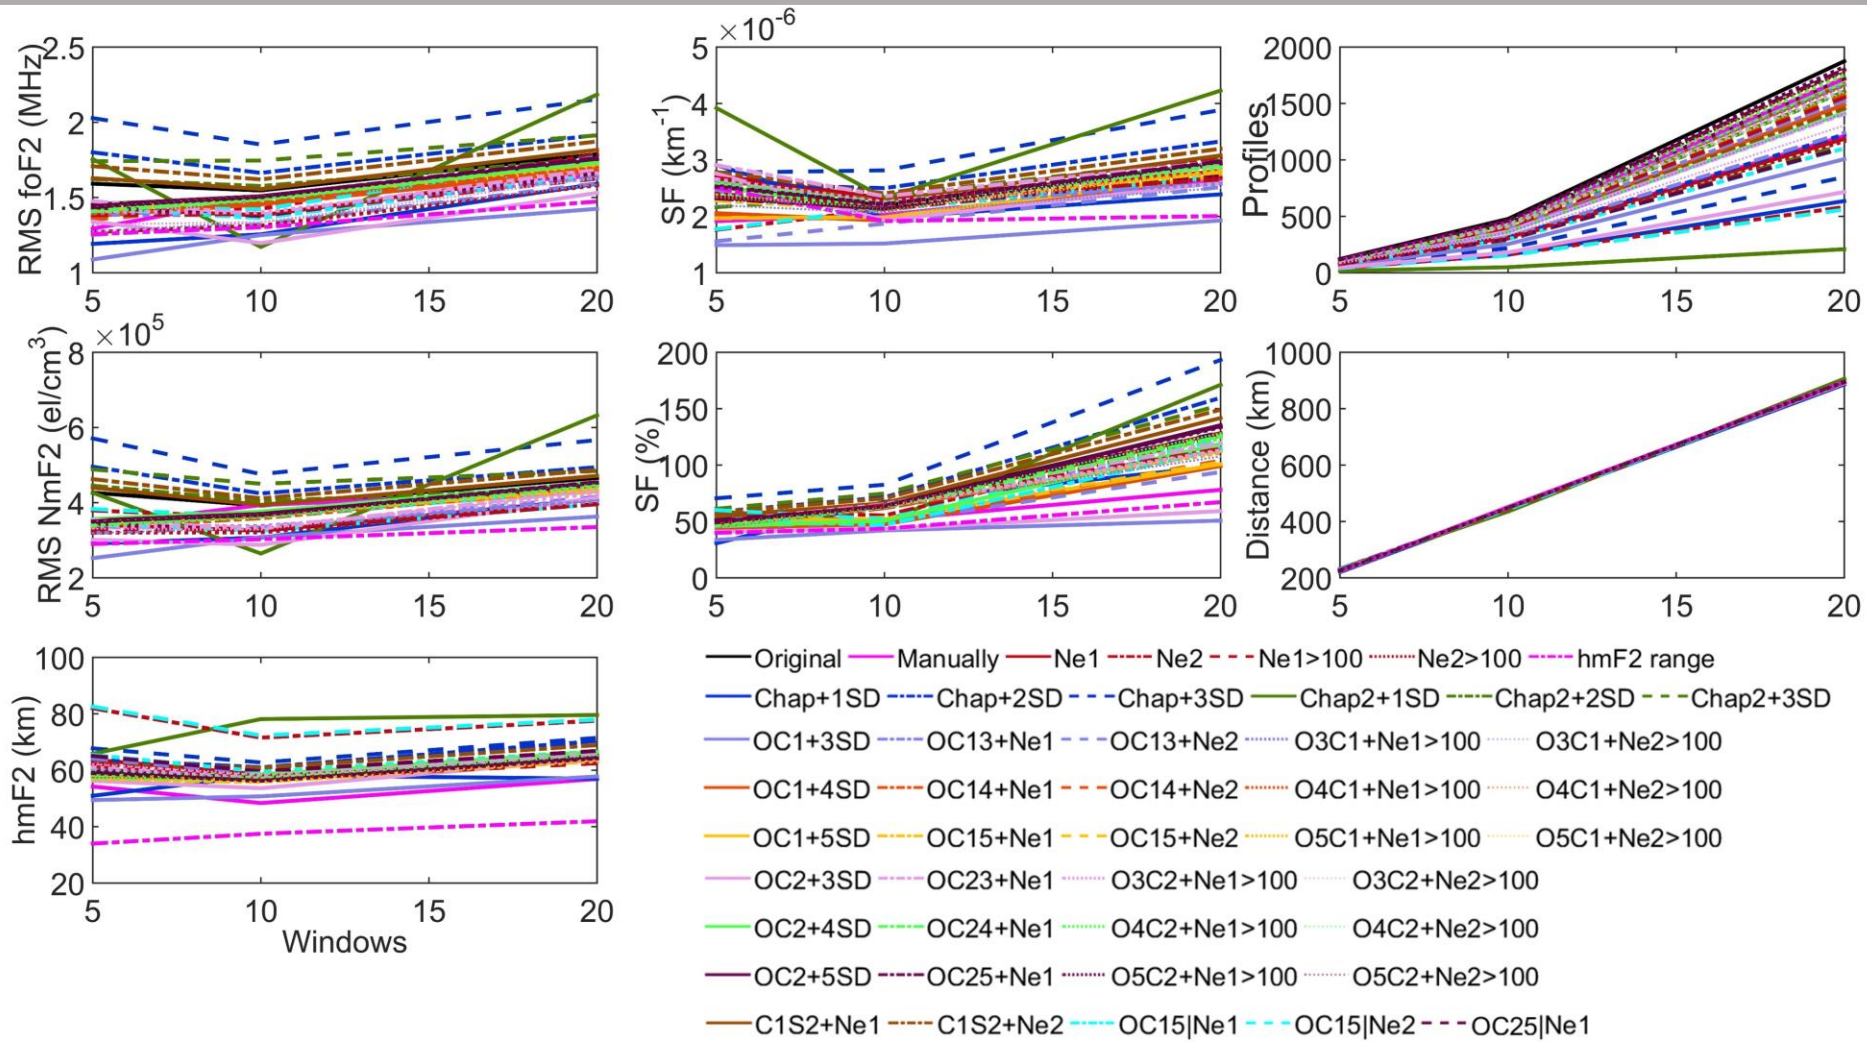 RMS foF2 (MHz)
2.5
2
1.5
1
5 10 15 20
×10-6
SF (km-1)
5
4
3
2
1
5 10 15 20
Profiles
2000
1500
1000
500
0
5 10 15 20
×105
RMS NmF2 (el/cm3)
8
6
4
2
5 10 15 20
SF (%)
200
150
100
50
0
5 10 15 20
Distance (km)
1000
800
600
400
200
5 10 15 20
hmF2 (km)
100
80
60
40
20
5 10 15 20
Windows
Original Manually Ne1 Ne2 Ne1>100 Ne2>100 hmF2 range
Chap+1SD Chap+2SD Chap+3SD Chap2+1SD Chap2+2SD Chap2+3SD
OC1+3SD OC13+Ne1 OC13+Ne2 O3C1+Ne1>100 O3C1+Ne2>100
OC1+4SD OC14+Ne1 OC14+Ne2 O4C1+Ne1>100 O4C1+Ne2>100
OC1+5SD OC15+Ne1 OC15+Ne2 O5C1+Ne1>100 O5C1+Ne2>100
OC2+3SD OC23+Ne1 O3C2+Ne1>100 O3C2+Ne2>100
OC2+4SD OC24+Ne1 O4C2+Ne1>100 O4C2+Ne2>100
OC2+5SD OC25+Ne1 O5C2+Ne1>100 O5C2+Ne2>100
C1S2+Ne1 C1S2+Ne2 OC15|Ne1 OC15|Ne2 OC25|Ne1